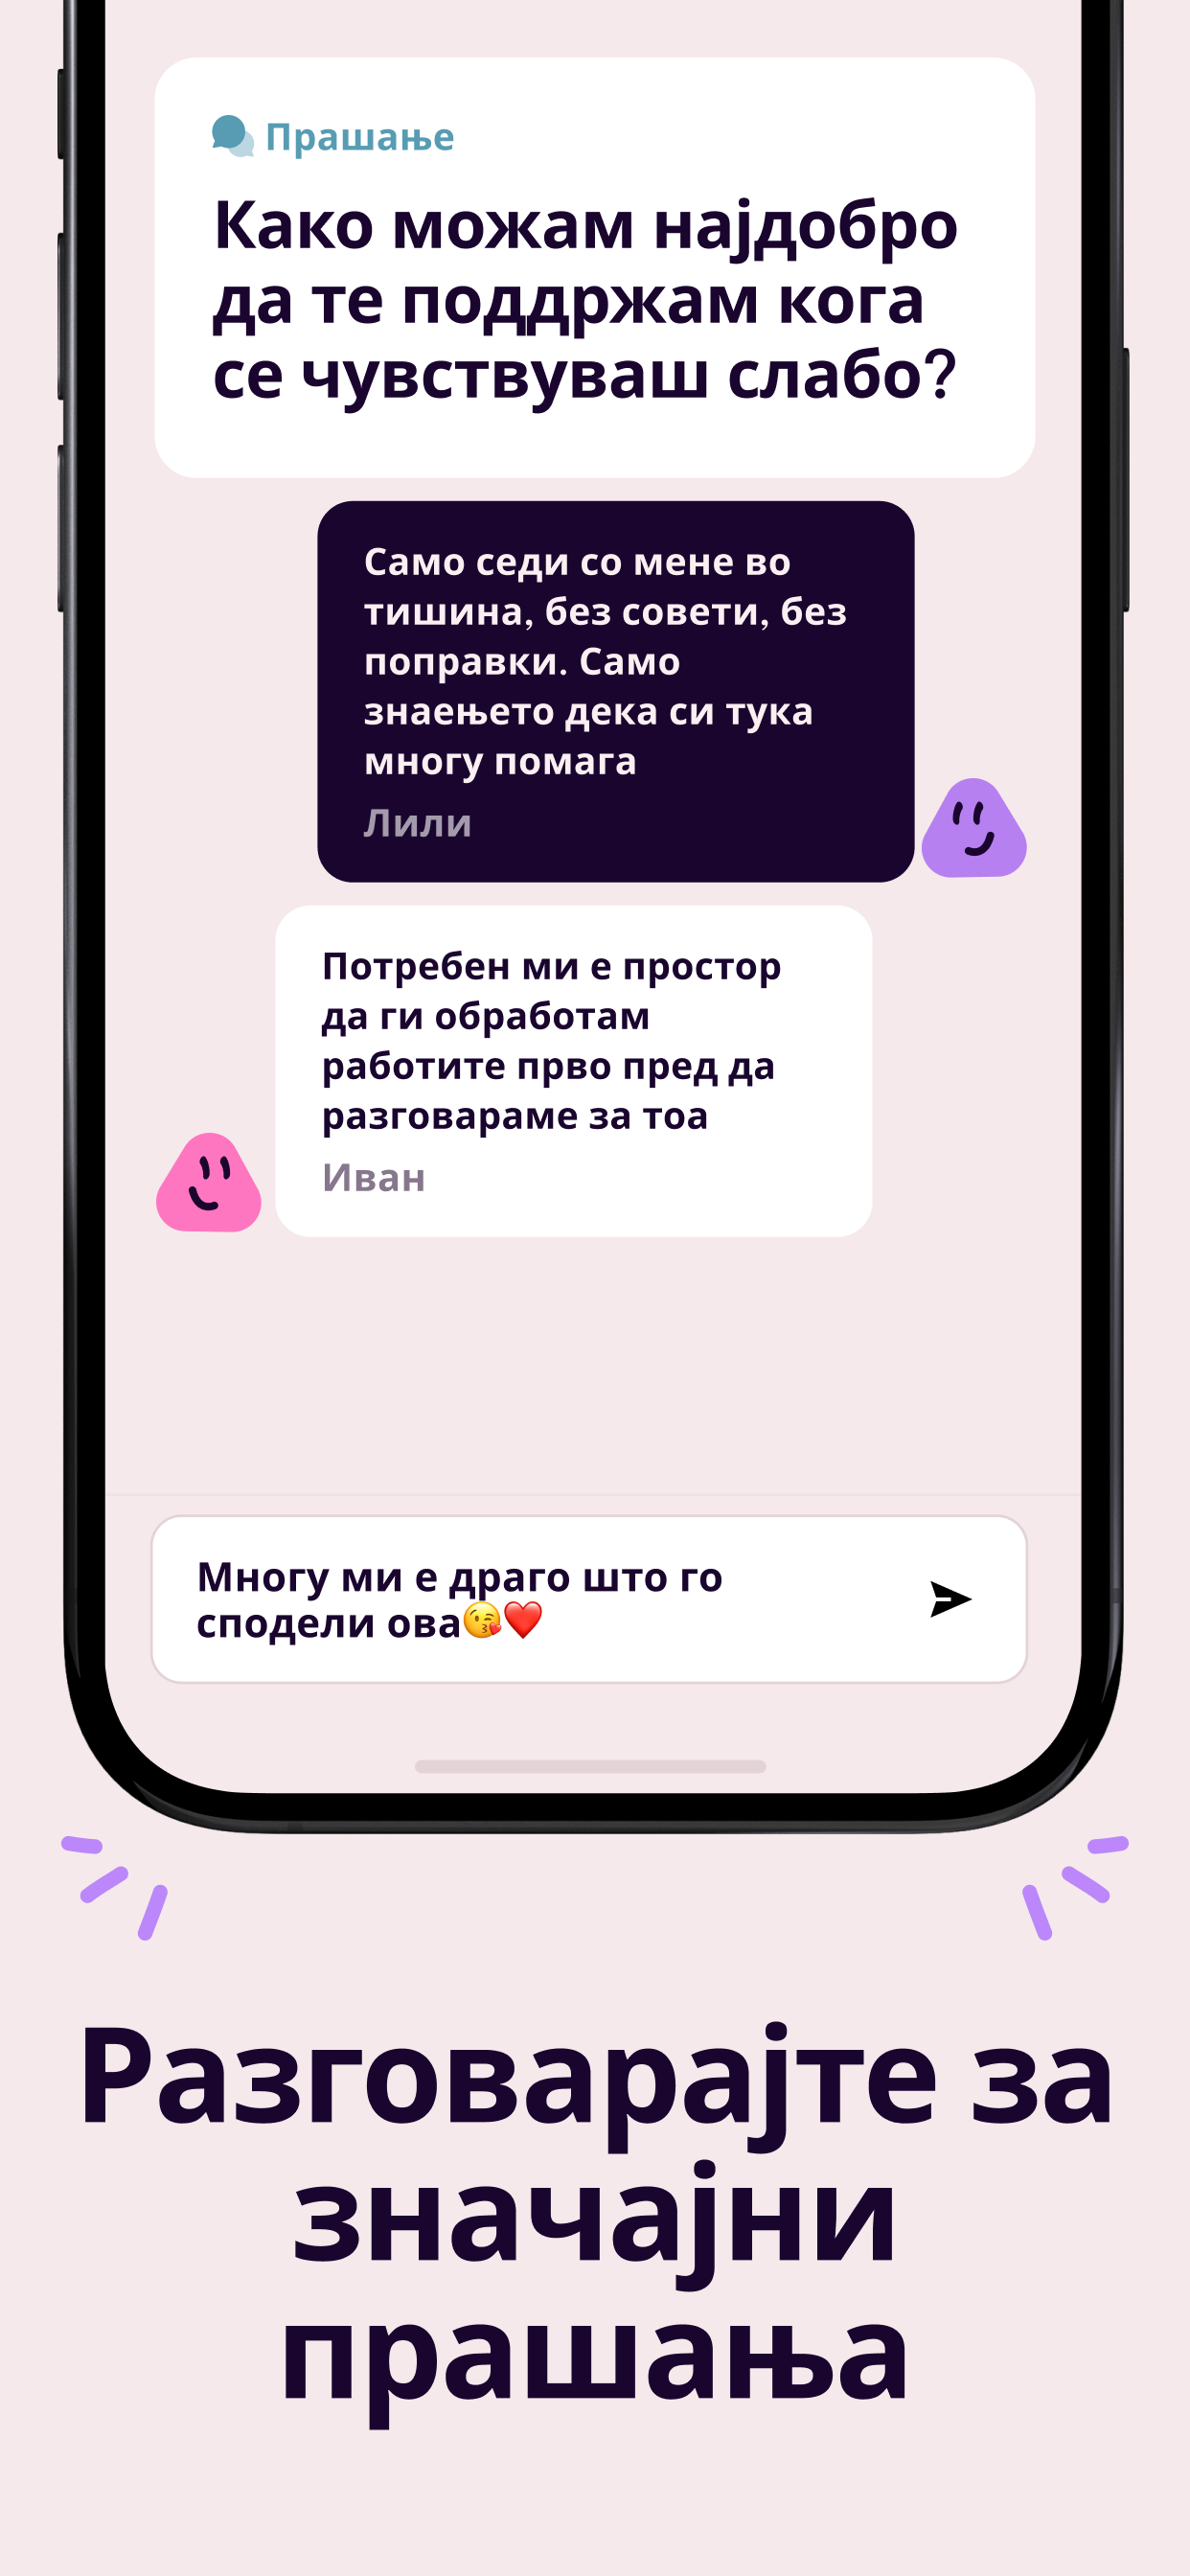 Прашање
Како можам најдобро
да те поддржам кога
се чувствуваш слабо?
Само седи со мене во
тишина, без совети, без
поправки. Само
знаењето дека си тука
многу помага
Лили
Потребен ми е простор
да ги обработам
работите прво пред да
разговараме за тоа
Иван
Многу ми е драго што го
сподели ова😘❤️
Разговарајте за
значајни
прашања